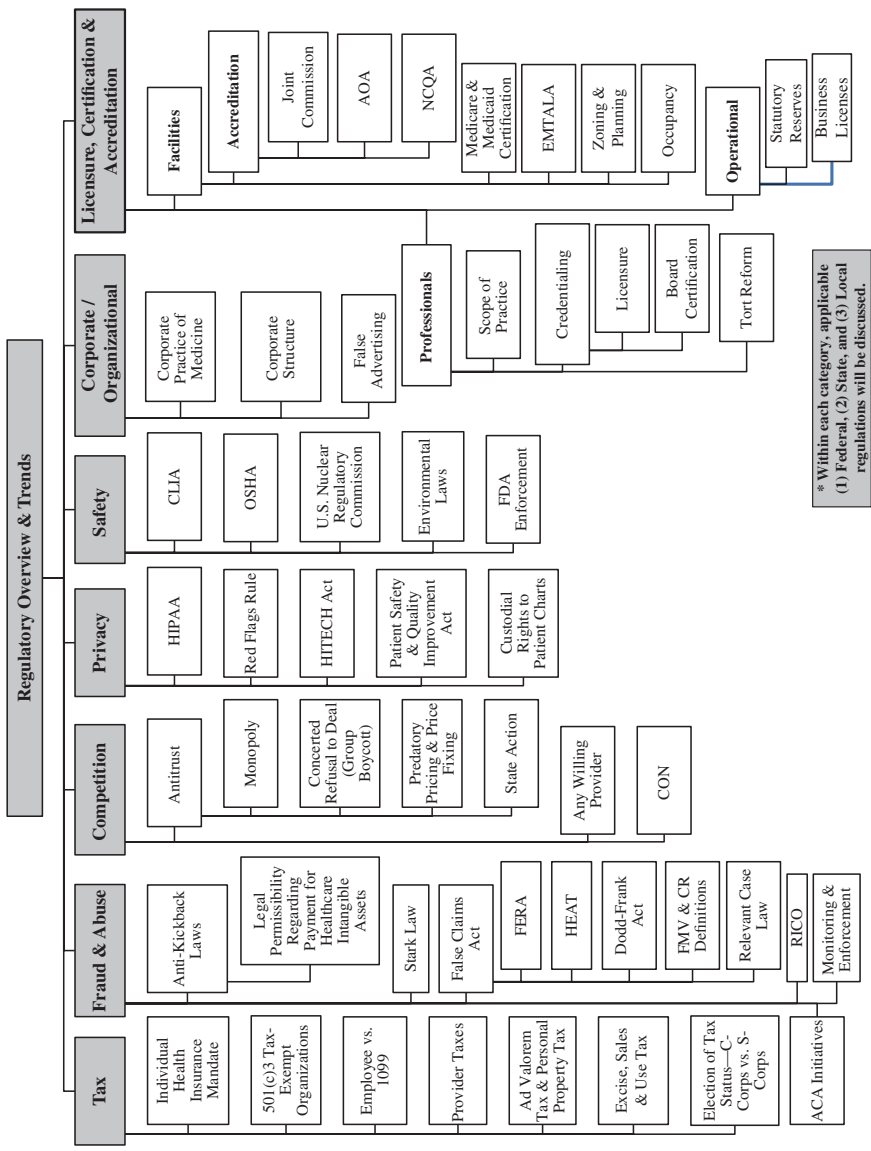 Regulatory Overview & Trends
Tax
Individual
Health
Insurance
Mandate
501(c)3 Tax-
Exempt
Organizations
Employee vs.
1099
Provider Taxes
Ad Valorem
Tax & Personal
Property Tax
Excise, Sales
& Use Tax
Election of Tax
Status—C-
Corps vs. S-
Corps
Fraud & Abuse
Anti-Kickback
Laws
Legal
Permissibility
Regarding
Payment for
Healthcare
Intangible
Assets
Stark Law
False Claims
Act
FERA
HEAT
Dodd-Frank
Act
FMV & CR
Definitions
Relevant Case
Law
RICO
Monitoring &
Enforcement
ACA Initiatives
Competition
Antitrust
Monopoly
Concerted
Refusal to Deal
(Group
Boycott)
Predatory
Pricing & Price
Fixing
State Action
Any Willing
Provider
CON
Privacy
HIPAA
Red Flags Rule
HITECH Act
Patient Safety
& Quality
Improvement
Act
Custodial
Rights to
Patient Charts
Safety
CLIA
OSHA
U.S. Nuclear
Regulatory
Commission
Environmental
Laws
FDA
Enforcement
Corporate /
Organizational
Corporate
Practice of
Medicine
Corporate
Structure
False
Advertising
Licensure, Certification &
Accreditation
Facilities
Accreditation
Joint
Commission
AOA
NCQA
Medicare &
Medicaid
Certification
EMTALA
Zoning &
Planning
Occupancy
Professionals
Scope of
Practice
Credentialing
Licensure
Board
Certification
Tort Reform
Operational
Statutory
Reserves
Business
Licenses
* Within each category, applicable
(1) Federal, (2) State, and (3) Local
regulations will be discussed.